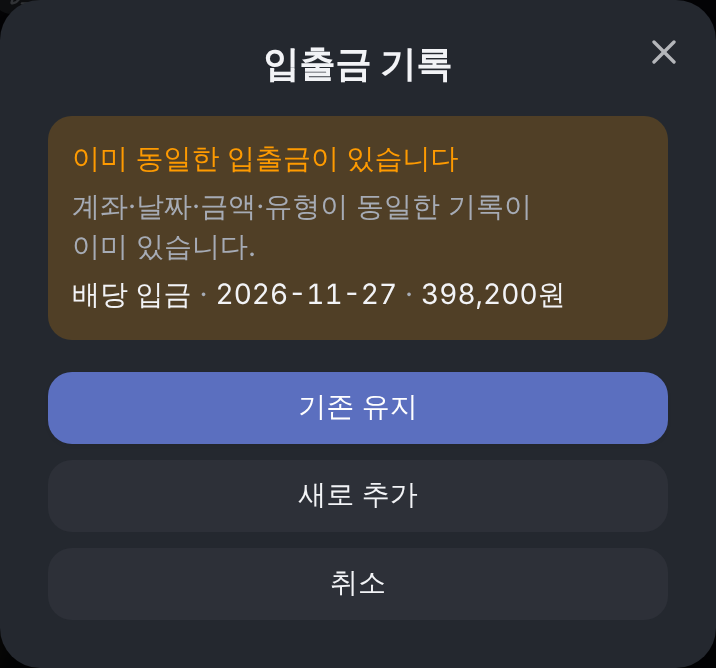 입출금 기록
이미 동일한 입출금이 있습니다
계좌·날짜·금액·유형이 동일한 기록이
이미 있습니다.
배당 입금 · 2026-11-27 · 398,200원
기존 유지
새로 추가
취소